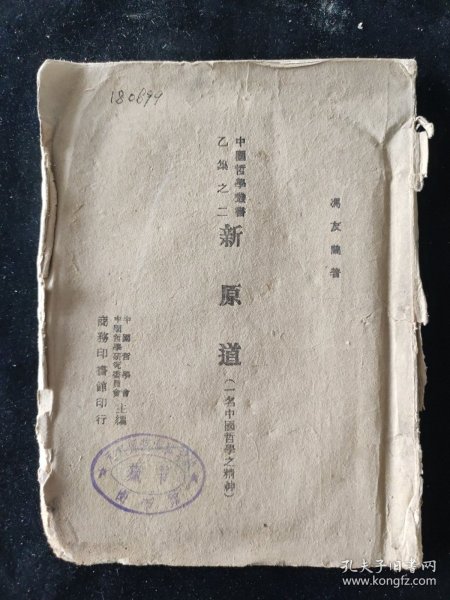 180699
馮友蘭著
中國哲學叢書
乙集之二
新原道
(一名中國哲學之精神)
中國哲學會
中國哲學研究委員會
主編
商務印書館印行
孔夫子旧书网
www.kongfz.com